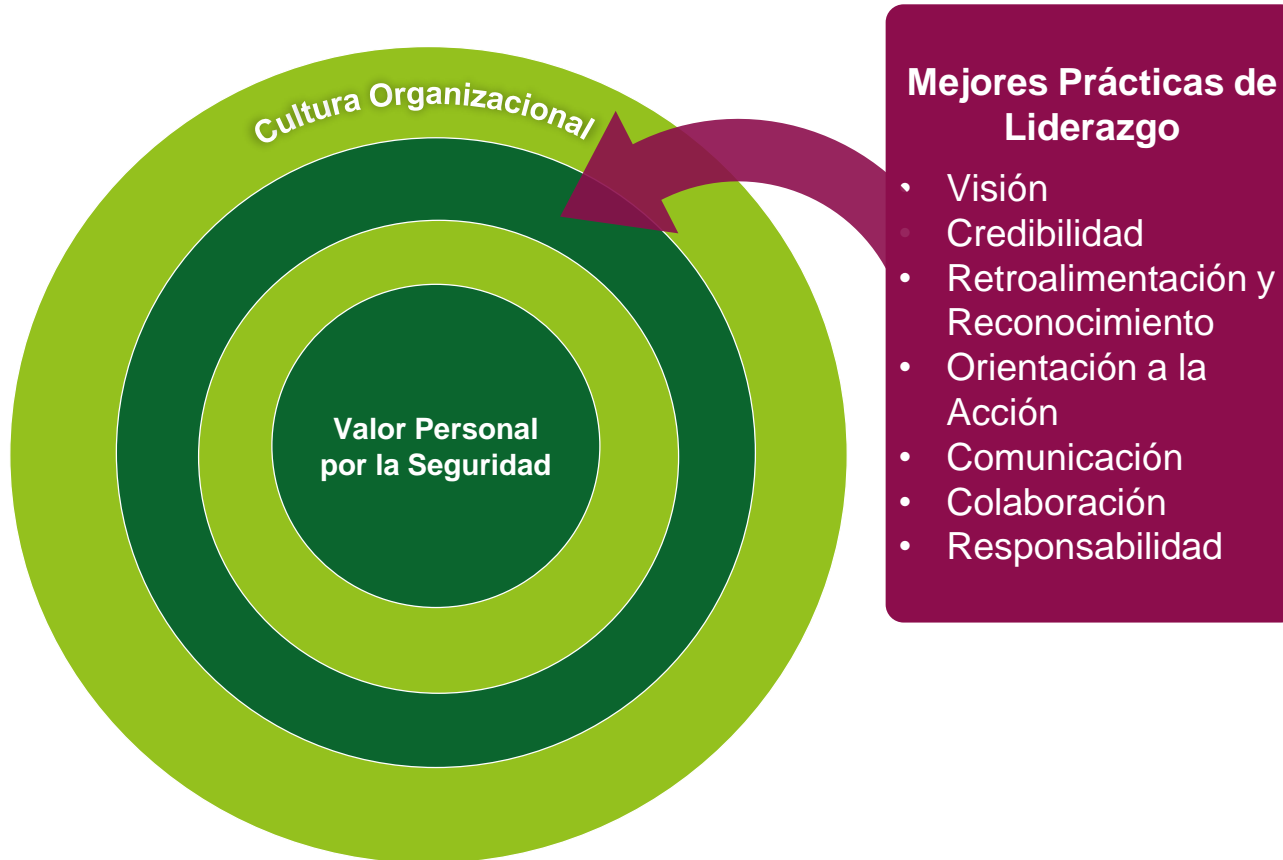 Cultura Organizacional
Valor Personal
por la Seguridad
Mejores Prácticas de
Liderazgo
• Visión
• Credibilidad
• Retroalimentación y
Reconocimiento
• Orientación a la
Acción
• Comunicación
• Colaboración
• Responsabilidad